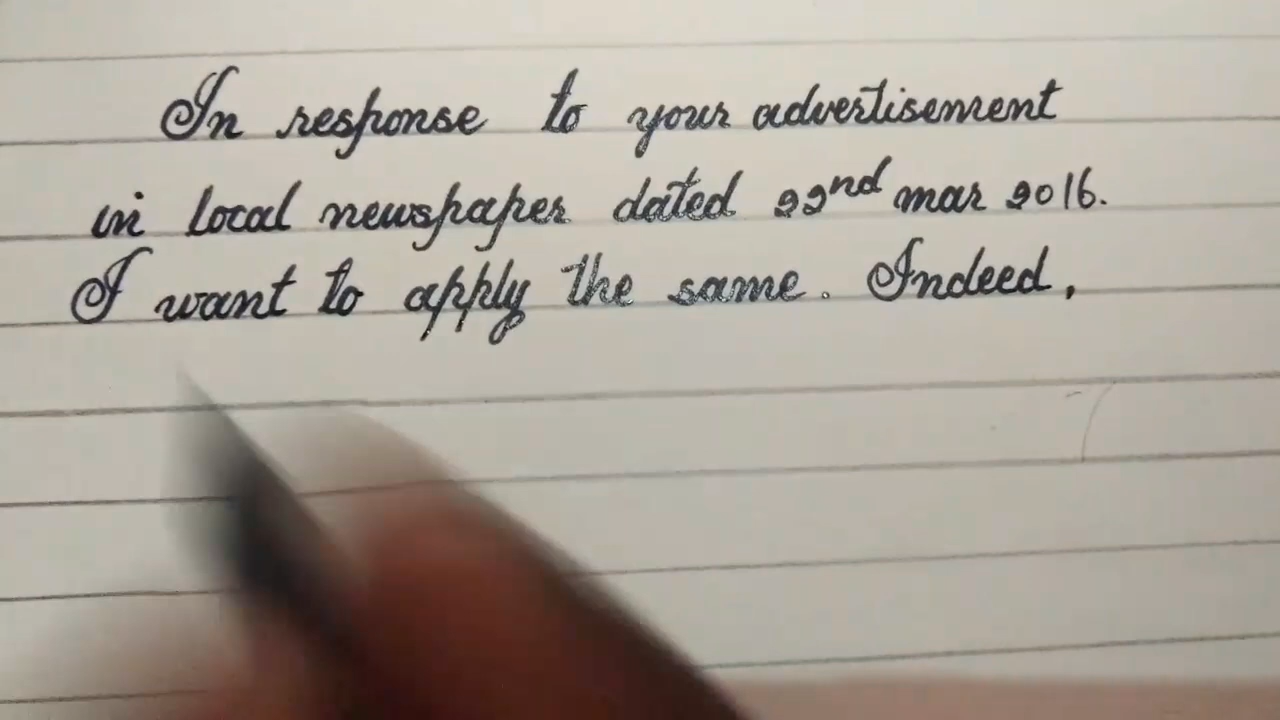 In response to your advertisement
in local newspaper dated 22nd mar 2016.
I want to apply the same. Indeed,